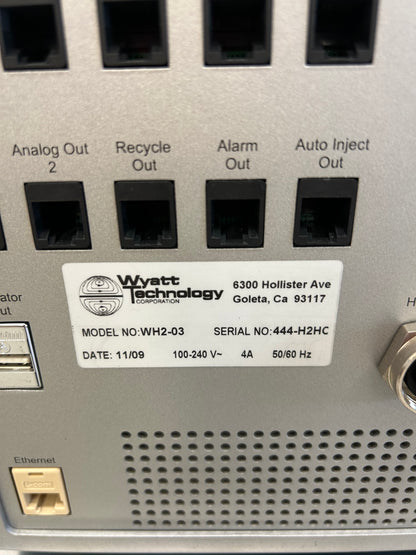 Analog Out
2
Recycle
Out
Alarm
Out
Auto Inject
Out
Wyatt
Technology
CORPORATION
6300 Hollister Ave
Goleta, Ca 93117
MODEL NO: WH2-03 SERIAL NO: 444-H2HC
DATE: 11/09 100-240 V~ 4A 50/60 Hz
Ethernet